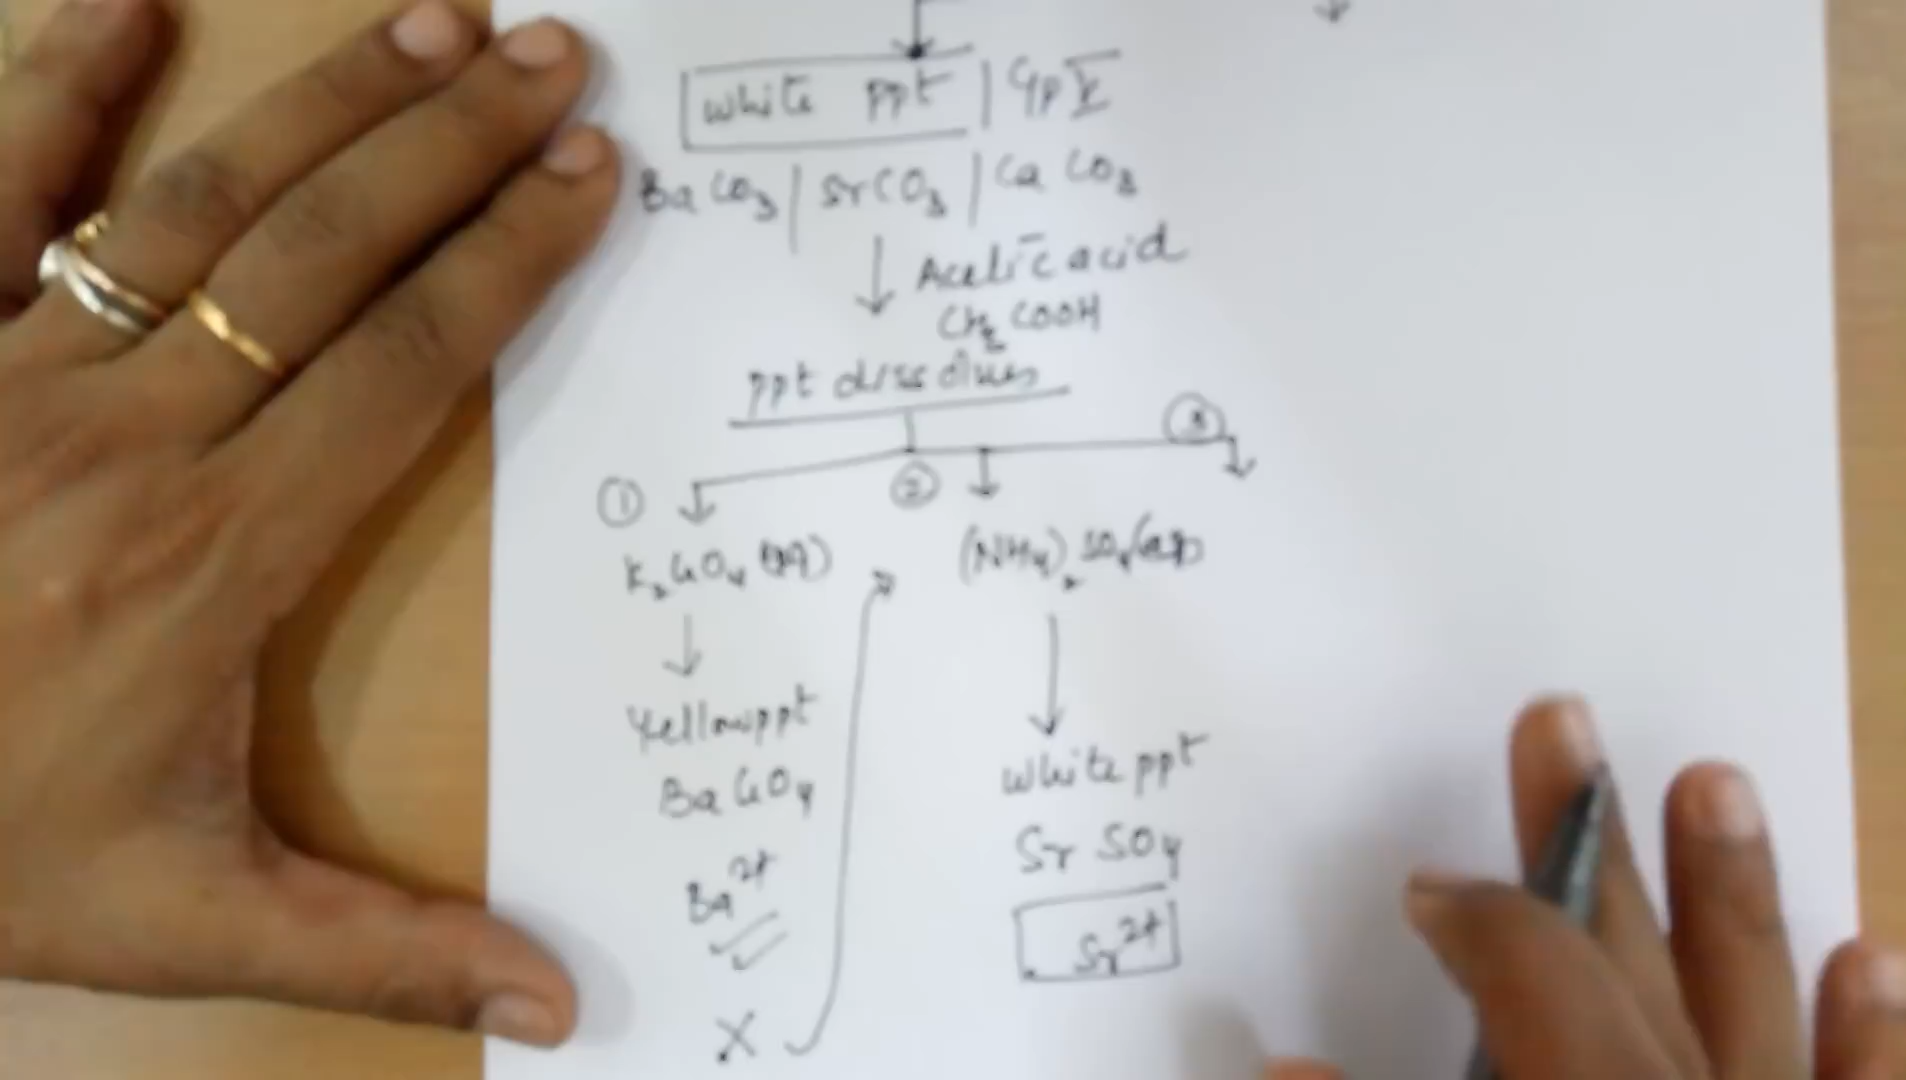 white ppt | Gp V
BaCO3 | SrCO3 | CaCO3
Acetic acid
CH3COOH
ppt dissolves
① ② ③
K2CrO4 (aq)
(NH4)2SO4(aq)
Yellow ppt
BaCrO4
Ba2+
X
White ppt
SrSO4
Sr2+